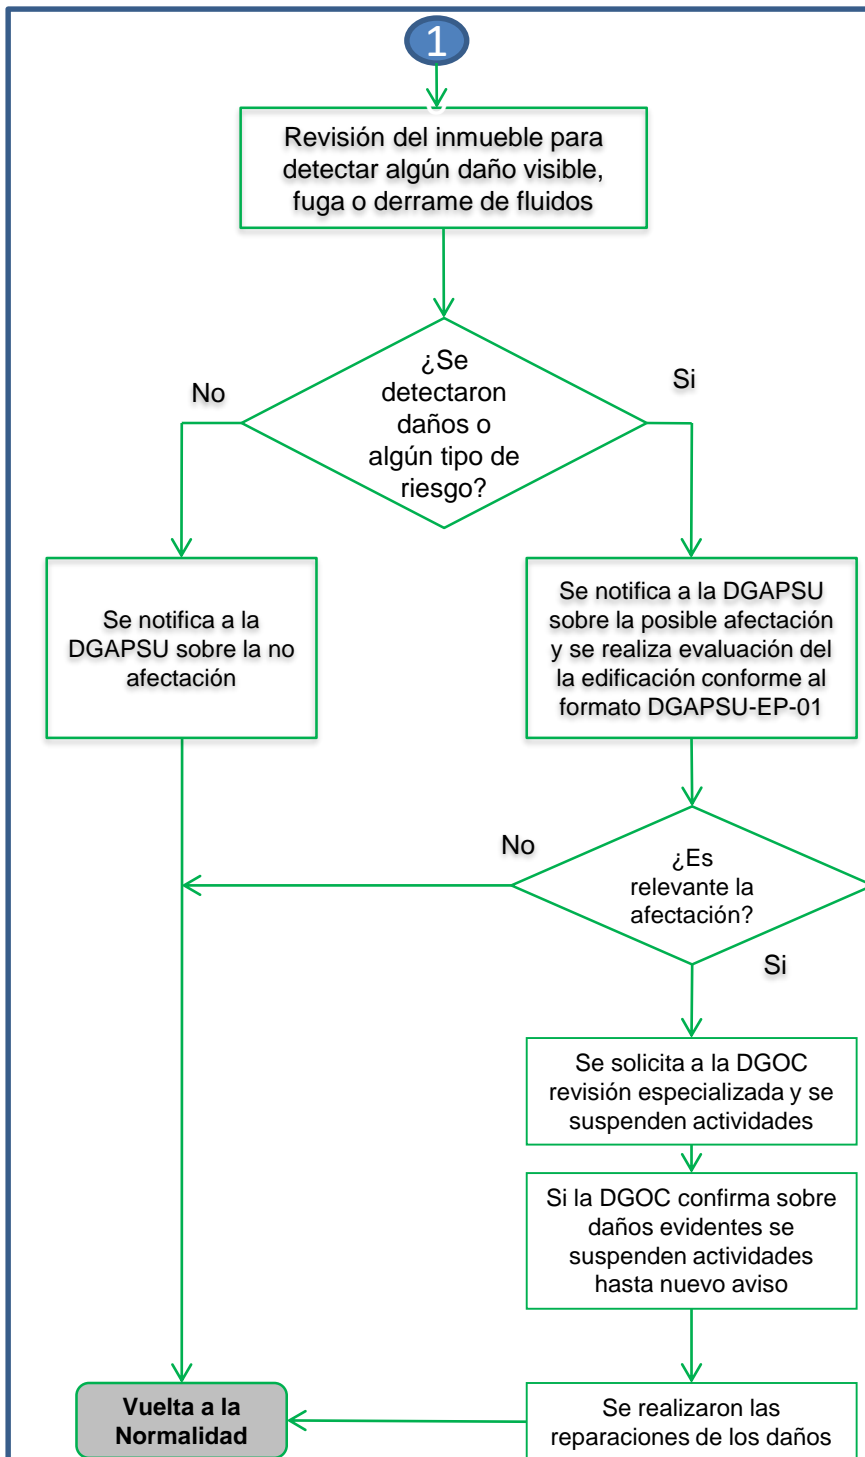 1
Revisión del inmueble para
detectar algún daño visible,
fuga o derrame de fluidos
¿Se
detectaron
daños o
algún tipo de
riesgo?
No
Si
Se notifica a la
DGAPSU sobre la no
afectación
Se notifica a la DGAPSU
sobre la posible afectación
y se realiza evaluación del
la edificación conforme al
formato DGAPSU-EP-01
No
¿Es
relevante la
afectación?
Si
Se solicita a la DGOC
revisión especializada y se
suspenden actividades
Si la DGOC confirma sobre
daños evidentes se
suspenden actividades
hasta nuevo aviso
Vuelta a la
Normalidad
Se realizaron las
reparaciones de los daños